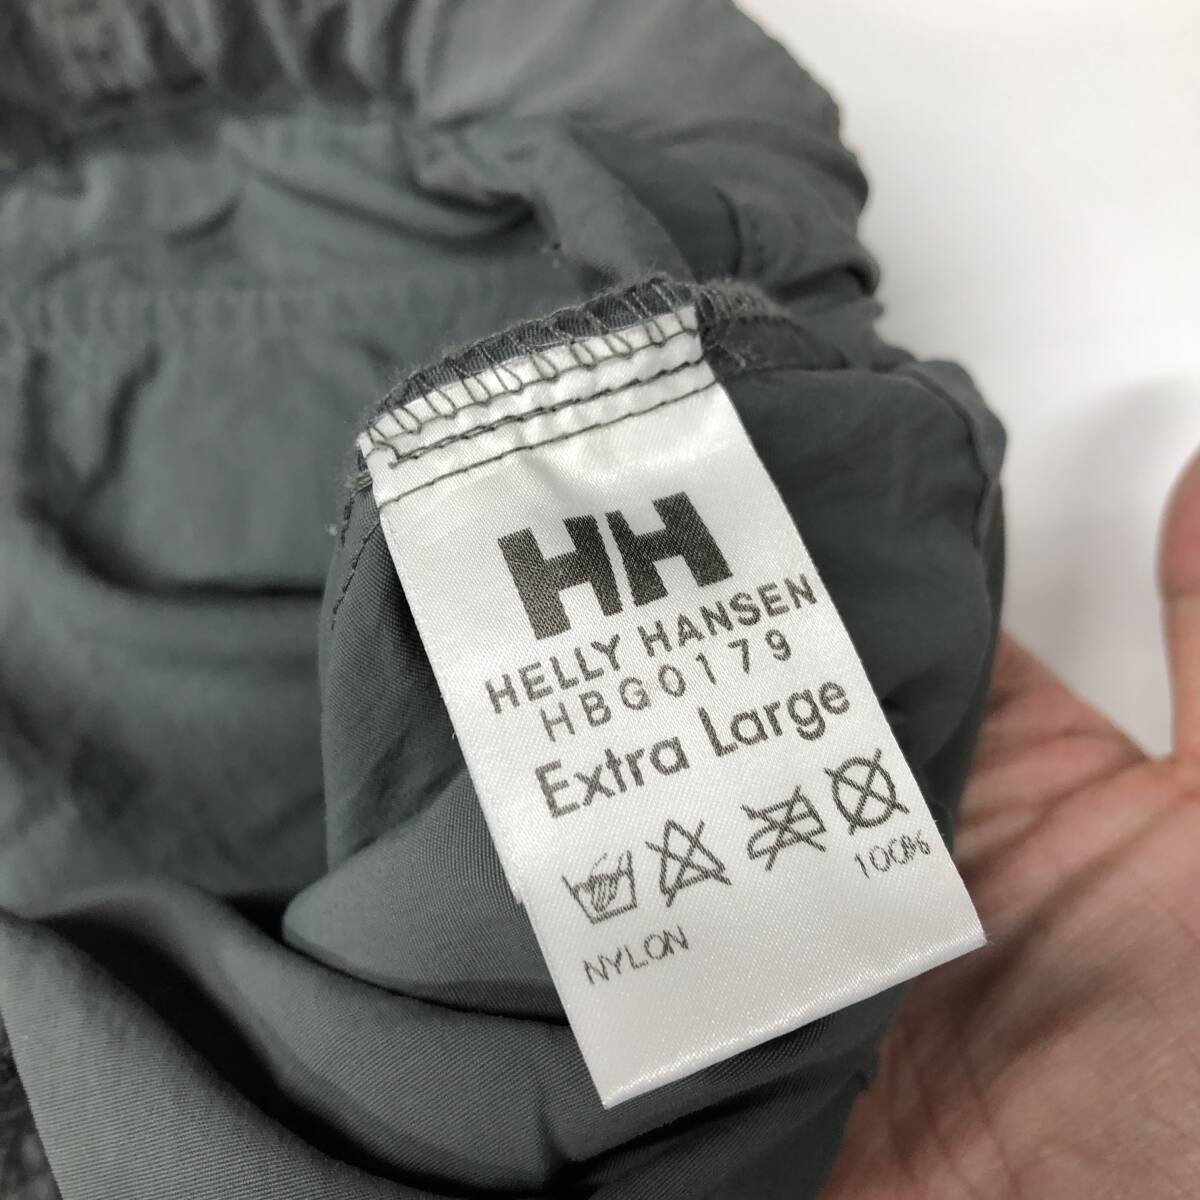 HH
HELLY HANSEN
HBG0179
Extra Large
100%
NYLON